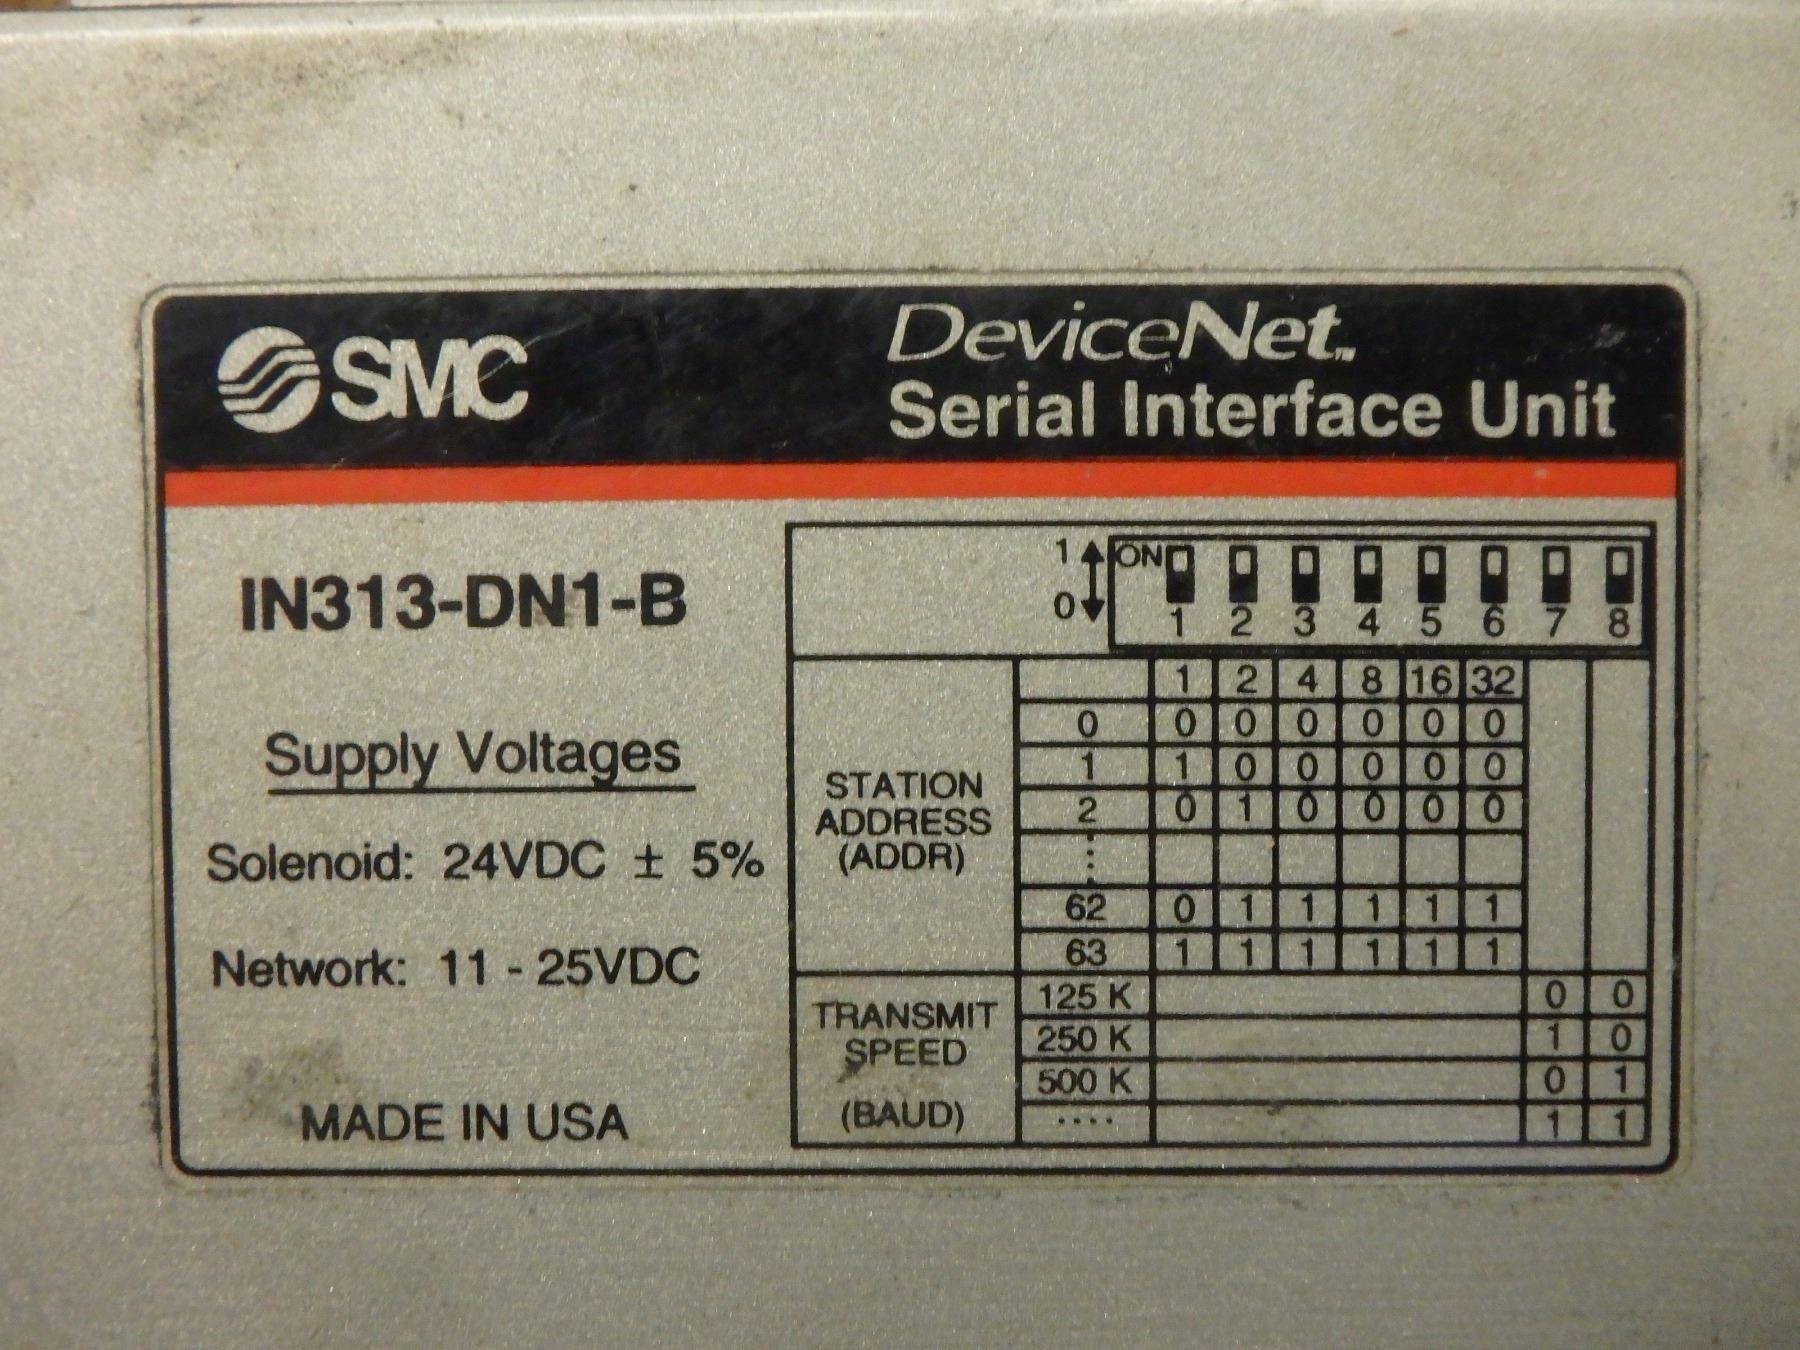 SMC
DeviceNet™
Serial Interface Unit
IN313-DN1-B
Supply Voltages
Solenoid: 24VDC ± 5%
Network: 11 - 25VDC
MADE IN USA
1 ON
0 1 2 3 4 5 6 7 8
STATION
ADDRESS
(ADDR)
1 2 4 8 16 32
0 0 0 0 0 0 0
1 1 0 0 0 0 0
2 0 1 0 0 0 0
⋮
62 0 1 1 1 1 1
63 1 1 1 1 1 1
TRANSMIT
SPEED
(BAUD)
125 K 0 0
250 K 1 0
500 K 0 1
.... 1 1